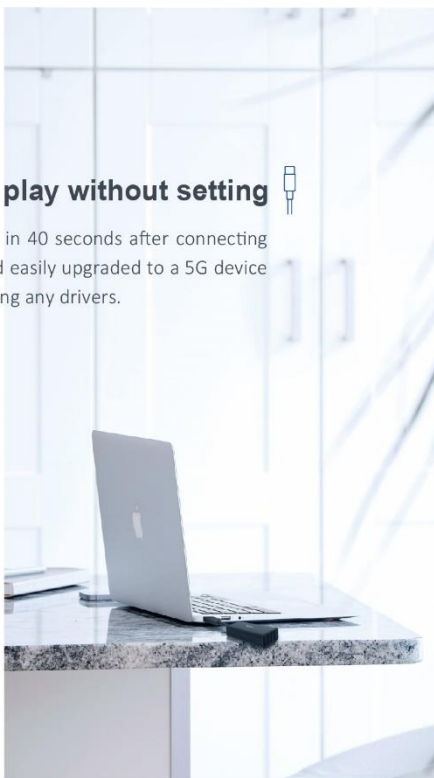 play without setting
in 40 seconds after connecting
d easily upgraded to a 5G device
ng any drivers.